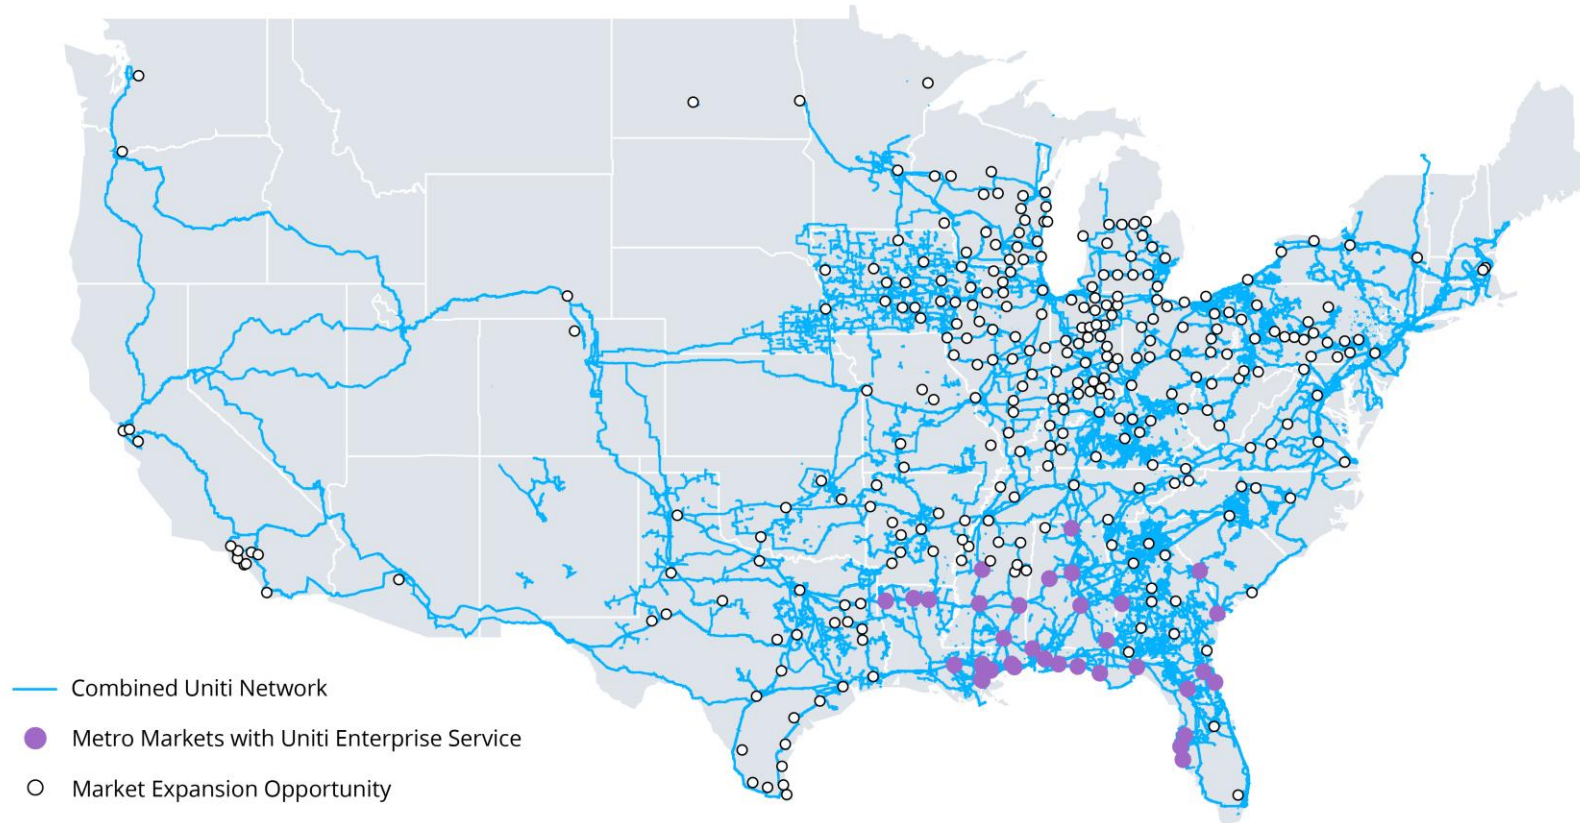 Combined Uniti Network
Metro Markets with Uniti Enterprise Service
Market Expansion Opportunity